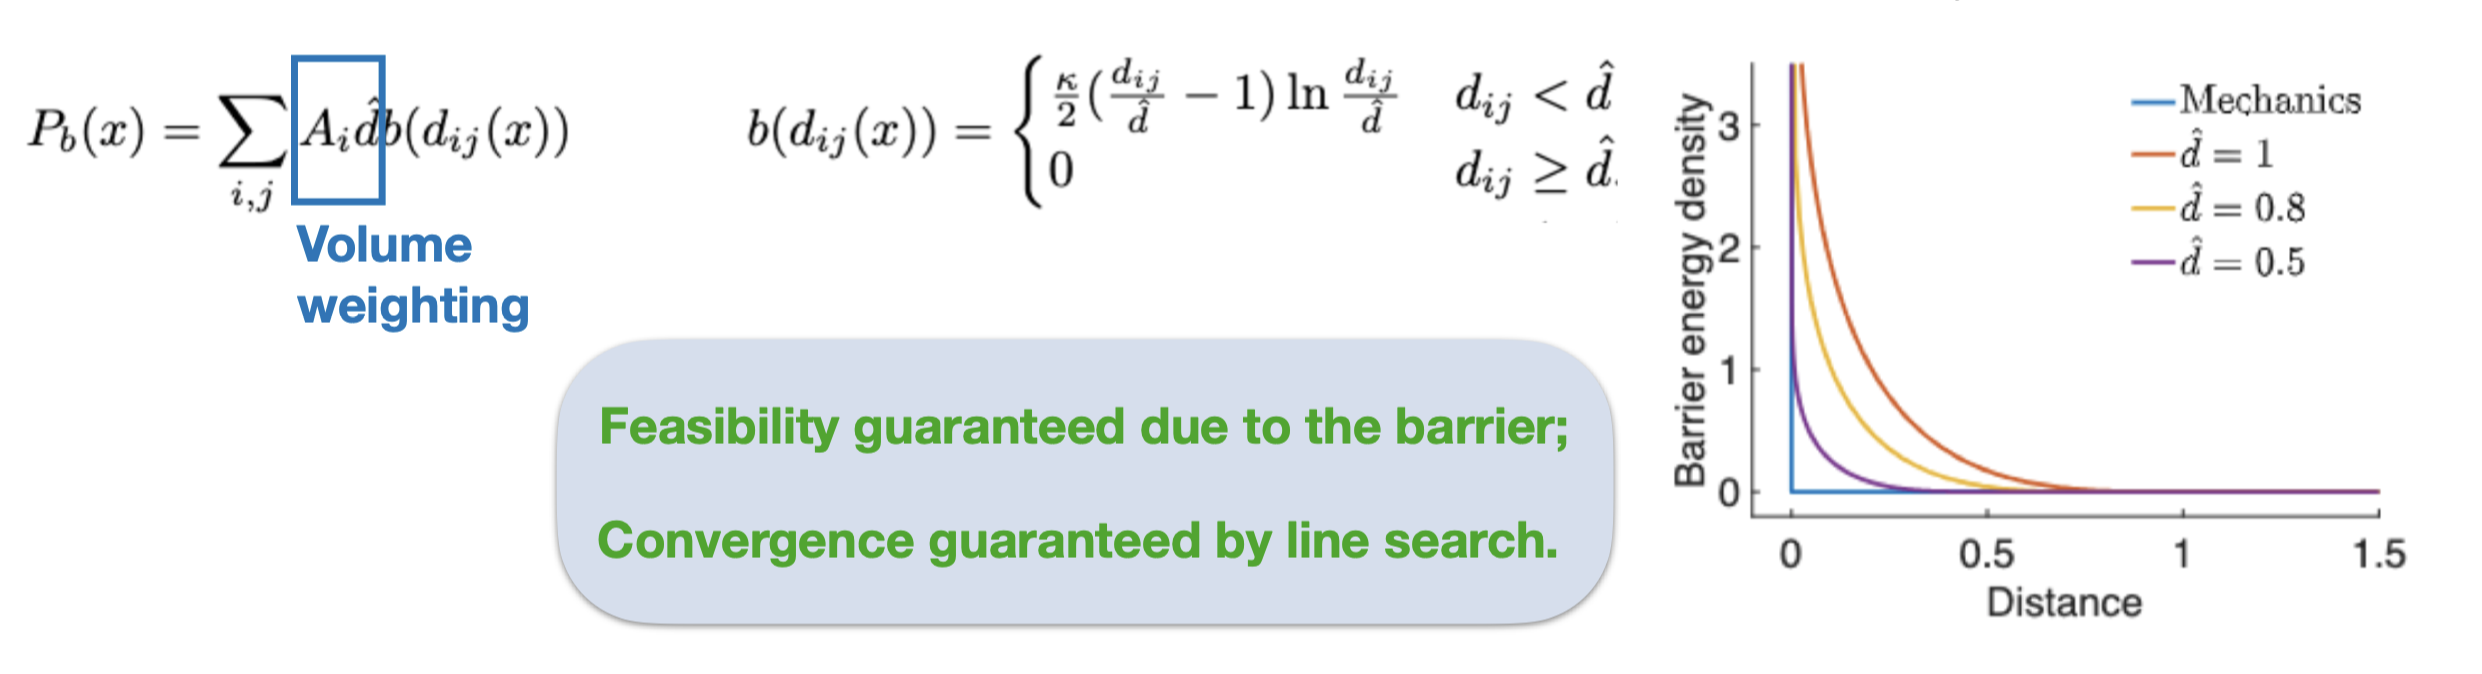 P_b(x) = \sum_{i,j} A_i \hat{d} b(d_{ij}(x))
Volume
weighting
b(d_{ij}(x)) = \begin{cases} \frac{\kappa}{2}(\frac{d_{ij}}{\hat{d}} - 1) \ln \frac{d_{ij}}{\hat{d}} & d_{ij} < \hat{d} \\ 0 & d_{ij} \geq \hat{d}. \end{cases}
Feasibility guaranteed due to the barrier;
Convergence guaranteed by line search.
Barrier energy density
3
2
1
0
Mechanics
\hat{d} = 1
\hat{d} = 0.8
\hat{d} = 0.5
0 0.5 1 1.5
Distance